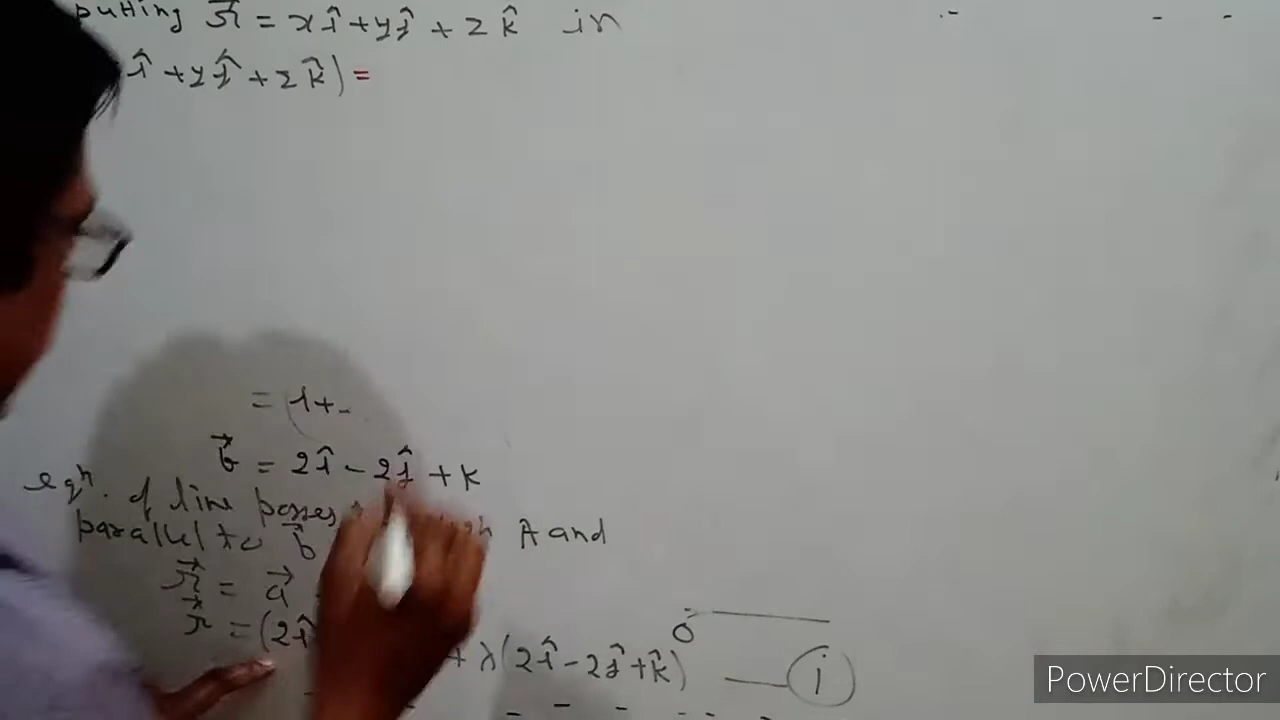 putting r⃗ = xî + yĵ + zk̂ in
î + yĵ + zk̂) =
= (1+-
b⃗ = 2î - 2ĵ + k
eqⁿ. of line passes
parallel to b⃗ A and
r⃗ = a⃗
r⃗ = (2î + λ(2î - 2ĵ + k̂) — i
PowerDirector